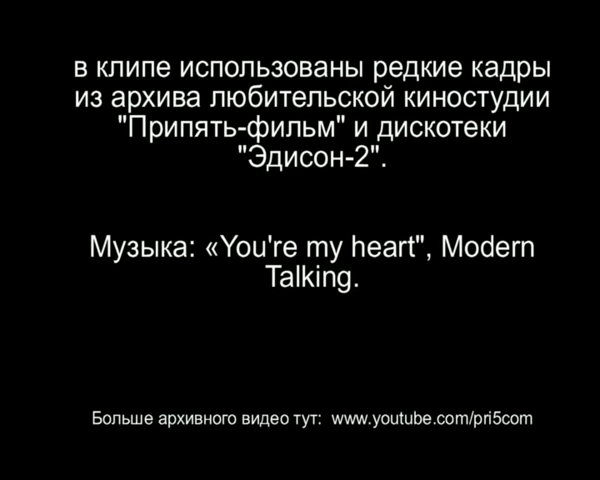 в клипе использованы редкие кадры
из архива любительской киностудии
"Припять-фильм" и дискотеки
"Эдисон-2".
Музыка: «You're my heart", Modern
Talking.
Больше архивного видео тут: www.youtube.com/pri5com